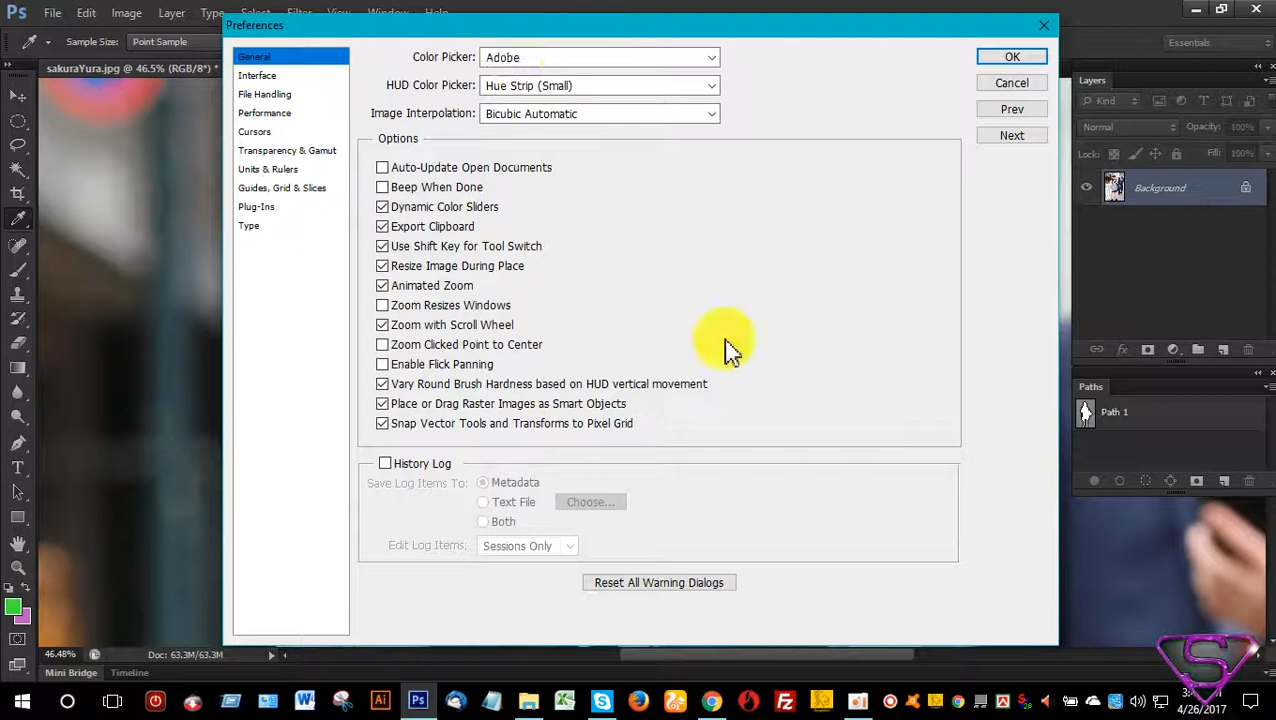 Ps File Edit Image Layer Type Select Filter View Window Help
Preferences
Sample Size: Point Sample
Essentials
sakuraYura.jpg @ 46.5% (RGB/8*) *
General
Interface
File Handling
Performance
Cursors
Transparency & Gamut
Units & Rulers
Guides, Grid & Slices
Plug-Ins
Type
Color Picker: Adobe
HUD Color Picker: Hue Strip (Small)
Image Interpolation: Bicubic Automatic
Options
Auto-Update Open Documents
Beep When Done
Dynamic Color Sliders
Export Clipboard
Use Shift Key for Tool Switch
Resize Image During Place
Animated Zoom
Zoom Resizes Windows
Zoom with Scroll Wheel
Zoom Clicked Point to Center
Enable Flick Panning
Vary Round Brush Hardness based on HUD vertical movement
Place or Drag Raster Images as Smart Objects
Snap Vector Tools and Transforms to Pixel Grid
History Log
Save Log Items To: Metadata
Text File Choose...
Both
Edit Log Items: Sessions Only
Reset All Warning Dialogs
OK
Cancel
Prev
Next
Layers
Kind
Normal Opacity: 100%
Lock: Fill: 100%
Background
Paths
Path 1
46.48% Doc: 63.3M/63.3M
Mini Bridge Timeline
4/26/2017